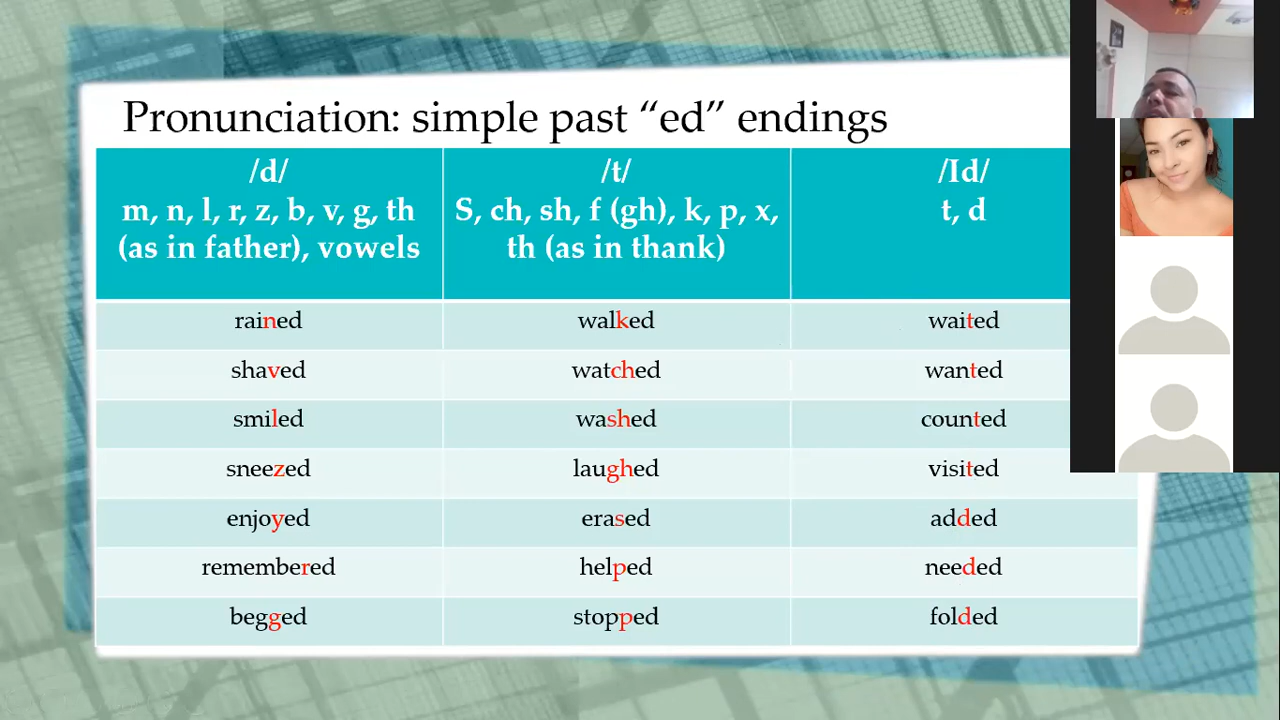 Pronunciation: simple past “ed” endings
/d/
m, n, l, r, z, b, v, g, th
(as in father), vowels
/t/
S, ch, sh, f (gh), k, p, x,
th (as in thank)
/Id/
t, d
rained
walked
waited
shaved
watched
wanted
smiled
washed
counted
sneezed
laughed
visited
enjoyed
erased
added
remembered
helped
needed
begged
stopped
folded